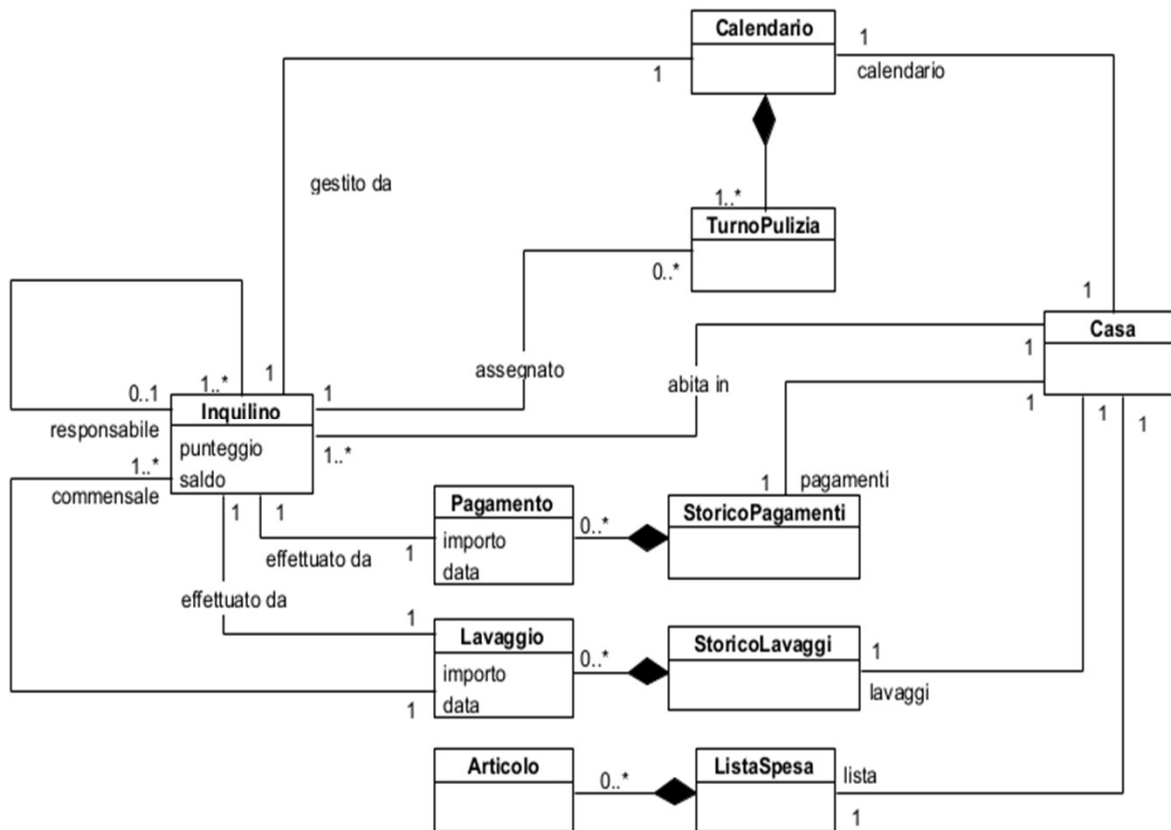 Calendario
1
calendario
1
gestito da
1..*
TurnoPulizia
0..*
1
Casa
1
assegnato
abita in
0..1
1..*
1
1
1
1
1
Inquilino
responsabile
punteggio
1..*
1..*
saldo
commensale
pagamenti
1
1
1
Pagamento
StoricoPagamenti
0..*
importo
effettuato da
1
data
effettuato da
1
Lavaggio
StoricoLavaggi
0..*
1
importo
lavaggi
data
1
Articolo
ListaSpesa
lista
0..*
1